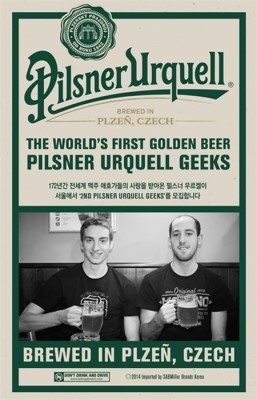 Pilsner Urquell®
BREWED IN
PLZEÑ, CZECH
THE WORLD'S FIRST GOLDEN BEER
PILSNER URQUELL GEEKS
172년간 전세계 맥주 애호가들의 사랑을 받아온 필스너 우르켈이
서울에서 '2ND PILSNER URQUELL GEEKS'를 모집합니다
BREWED IN PLZEÑ, CZECH
DON'T DRINK AND DRIVE
©2014 Imported by SABMiller Brands Korea